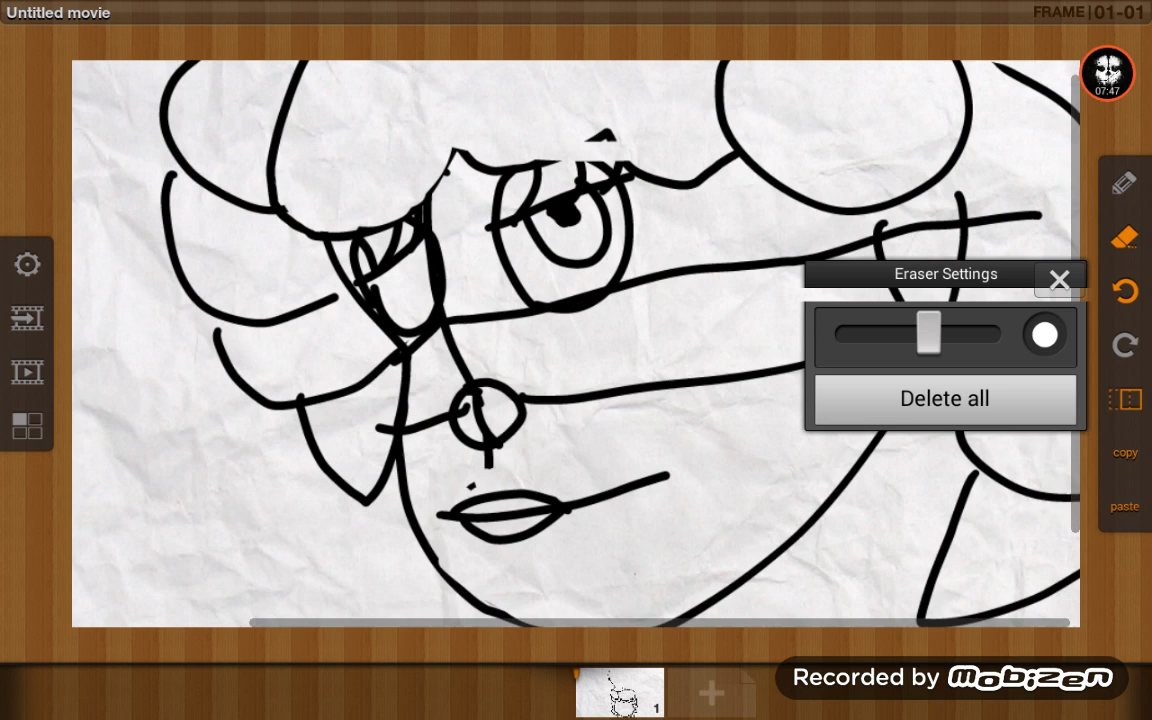 Untitled movie
FRAME | 01-01
07:47
Eraser Settings
Delete all
copy
paste
1
Recorded by mobizen